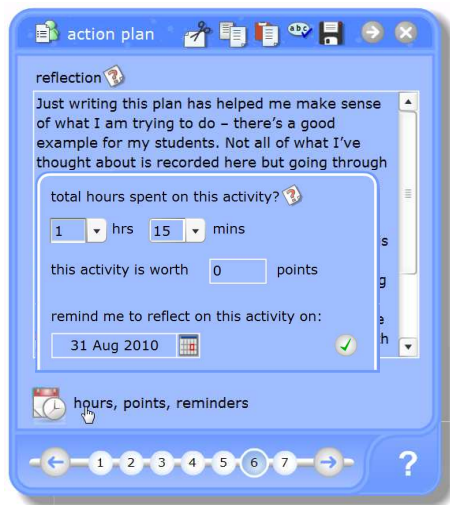 action plan
abc
reflection
Just writing this plan has helped me make sense
of what I am trying to do – there's a good
example for my students. Not all of what I've
thought about is recorded here but going through
total hours spent on this activity?
1 hrs 15 mins
s
this activity is worth 0 points
g
remind me to reflect on this activity on:
e
31 Aug 2010
h
hours, points, reminders
1 2 3 4 5 6 7 ?